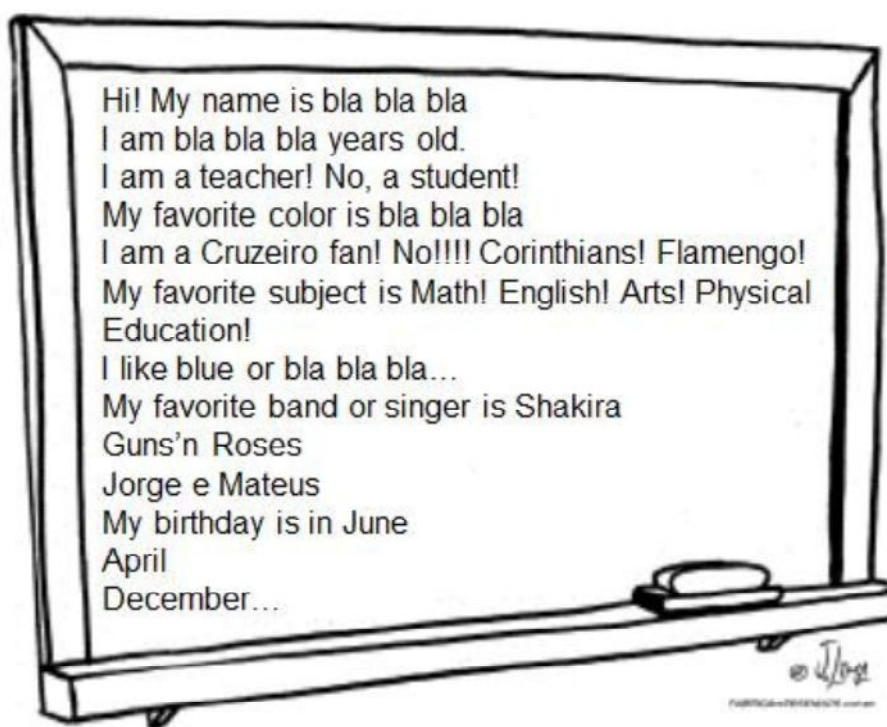 Hi! My name is bla bla bla
I am bla bla bla years old.
I am a teacher! No, a student!
My favorite color is bla bla bla
I am a Cruzeiro fan! No!!!! Corinthians! Flamengo!
My favorite subject is Math! English! Arts! Physical
Education!
I like blue or bla bla bla...
My favorite band or singer is Shakira
Guns'n Roses
Jorge e Mateus
My birthday is in June
April
December...